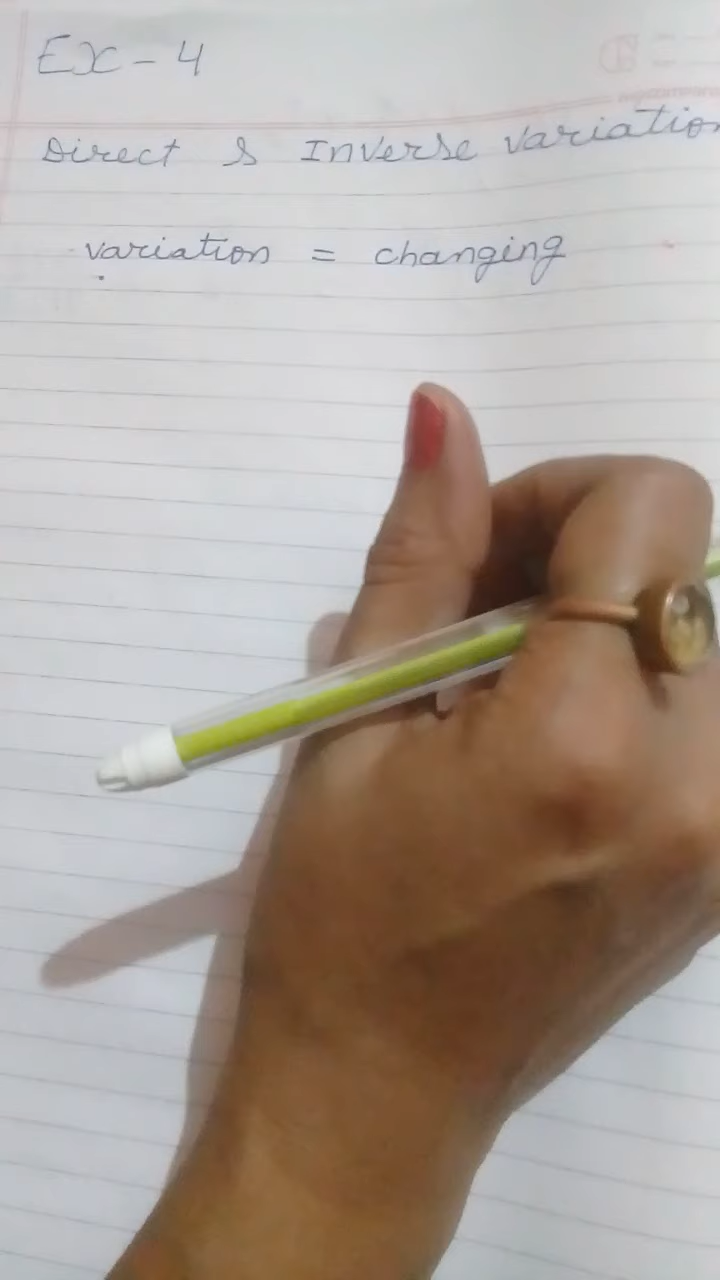 Ex-4
Direct & Inverse variation
variation = changing